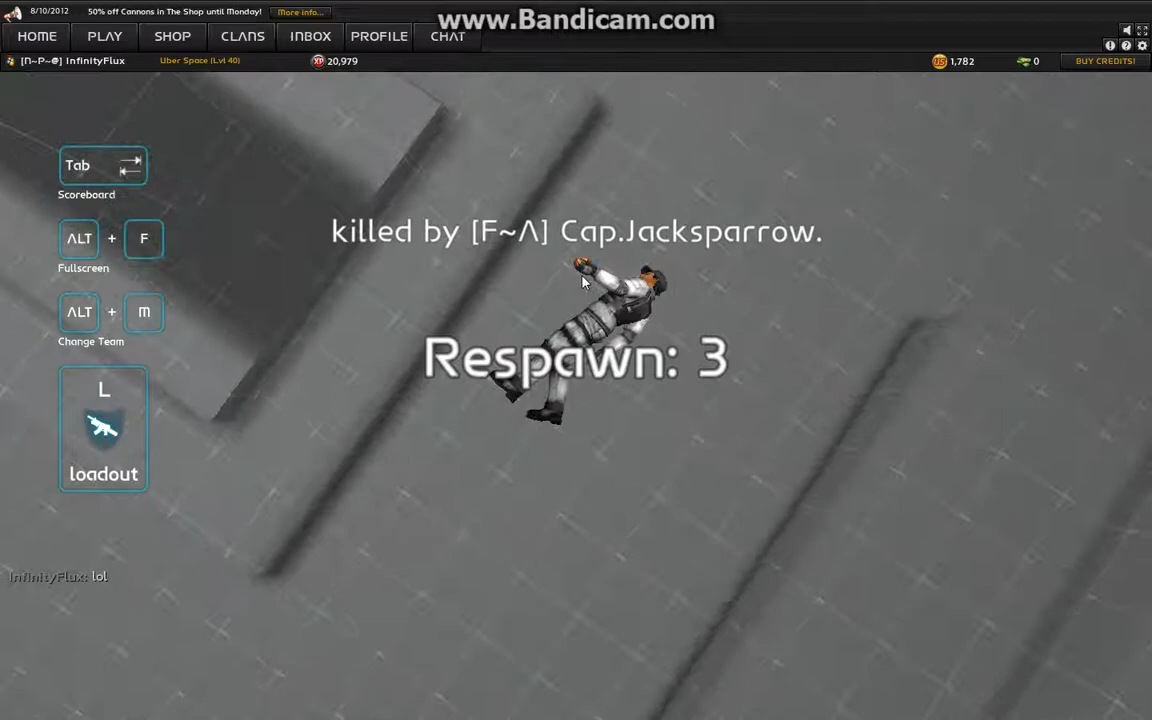 www.Bandicam.com
8/10/2012 50% off Cannons in The Shop until Monday! More info...
HOME PLAY SHOP CLANS INBOX PROFILE CHAT
[n~P~@] InfinityFlux Uber Space (Lvl 40) XP 20,979 1,782 0 BUY CREDITS!
Tab
Scoreboard
ALT + F
Fullscreen
ALT + M
Change Team
L
loadout
killed by [F~Λ] Cap.Jacksparrow.
Respawn: 3
InfinityFlux: lol